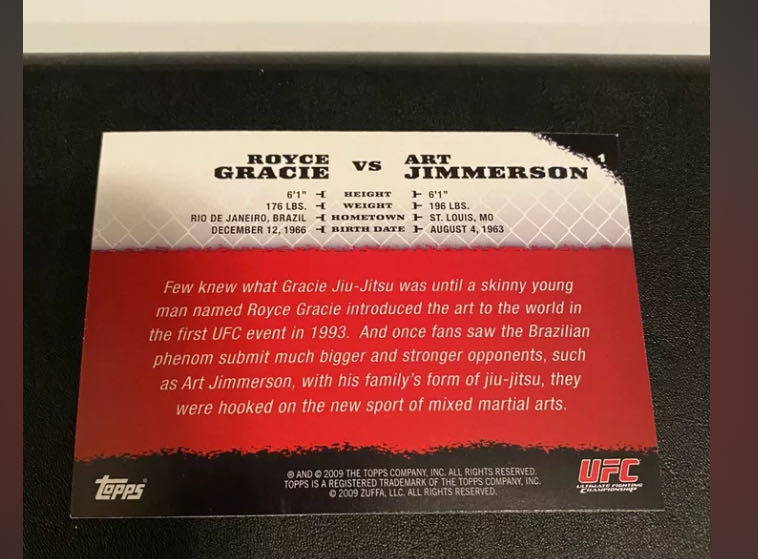 1
ROYCE GRACIE VS ART JIMMERSON
6'1" HEIGHT 6'1"
176 LBS. WEIGHT 196 LBS.
RIO DE JANEIRO, BRAZIL HOMETOWN ST. LOUIS, MO
DECEMBER 12, 1966 BIRTH DATE AUGUST 4, 1963
Few knew what Gracie Jiu-Jitsu was until a skinny young
man named Royce Gracie introduced the art to the world in
the first UFC event in 1993. And once fans saw the Brazilian
phenom submit much bigger and stronger opponents, such
as Art Jimmerson, with his family's form of jiu-jitsu, they
were hooked on the new sport of mixed martial arts.
topps®
® AND © 2009 THE TOPPS COMPANY, INC. ALL RIGHTS RESERVED.
TOPPS IS A REGISTERED TRADEMARK OF THE TOPPS COMPANY, INC.
© 2009 ZUFFA, LLC. ALL RIGHTS RESERVED.
UFC
ULTIMATE FIGHTING
CHAMPIONSHIP